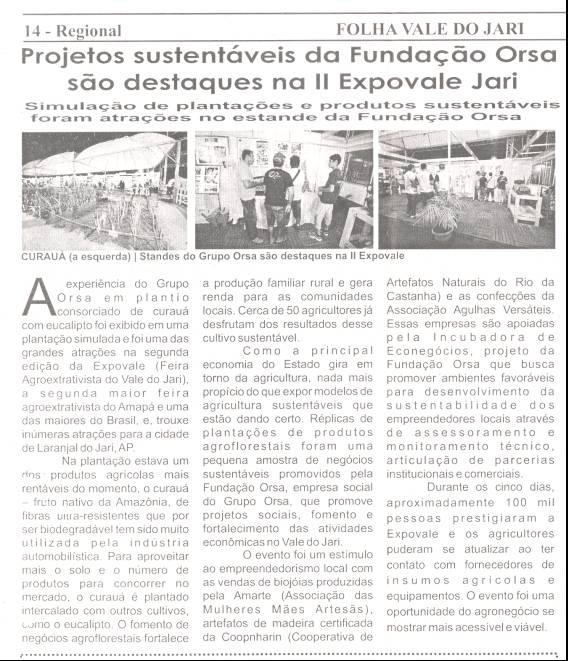 14 - Regional FOLHA VALE DO JARI
Projetos sustentáveis da Fundação Orsa
são destaques na II Expovale Jari
Simulação de plantações e produtos sustentáveis
foram atrações no estande da Fundação Orsa
CURAUÁ (a esquerda) | Standes do Grupo Orsa são destaques na II Expovale
A experiência do Grupo
Orsa em plantio
consorciado de curauá
com eucalipto foi exibido em uma
plantação simulada e foi uma das
grandes atrações na segunda
edição da Expovale (Feira
Agroextrativista do Vale do Jari),
a segunda maior feira
agroextrativista do Amapá e uma
das maiores do Brasil, e, trouxe
inúmeras atrações para a cidade
de Laranjal do Jari, AP.
Na plantação estava um
dos produtos agrícolas mais
rentáveis do momento, o curauá
– fruto nativo da Amazônia, de
fibras ultra-resistentes que por
ser biodegradável tem sido muito
utilizada pela indústria
automobilística. Para aproveitar
mais o solo e o número de
produtos para concorrer no
mercado, o curauá é plantado
intercalado com outros cultivos,
como o eucalipto. O fomento de
negócios agroflorestais fortalece
a produção familiar rural e gera
renda para as comunidades
locais. Cerca de 50 agricultores já
desfrutam dos resultados desse
cultivo sustentável.
Como a principal
economia do Estado gira em
torno da agricultura, nada mais
propício do que expor modelos de
agricultura sustentáveis que
estão dando certo. Réplicas de
plantações de produtos
agroflorestais foram uma
pequena amostra de negócios
sustentáveis promovidos pela
Fundação Orsa, empresa social
do Grupo Orsa, que promove
projetos sociais, fomento e
fortalecimento das atividades
econômicas no Vale do Jari.
O evento foi um estímulo
ao empreendedorismo local com
as vendas de biojóias produzidas
pela Amarte (Associação das
Mulheres Mães Artesãs),
artefatos de madeira certificada
da Coopnharin (Cooperativa de
Artefatos Naturais do Rio da
Castanha) e as confecções da
Associação Agulhas Versáteis.
Essas empresas são apoiadas
pela Incubadora de
Econegócios, projeto da
Fundação Orsa que busca
promover ambientes favoráveis
para desenvolvimento da
sustentabilidade dos
empreendedores locais através
de assessoramento e
monitoramento técnico,
articulação de parcerias
institucionais e comerciais.
Durante os cinco dias,
aproximadamente 100 mil
pessoas prestigiaram a
Expovale e os agricultores
puderam se atualizar ao ter
contato com fornecedores de
insumos agrícolas e
equipamentos. O evento foi uma
oportunidade do agronegócio se
mostrar mais acessível e viável.